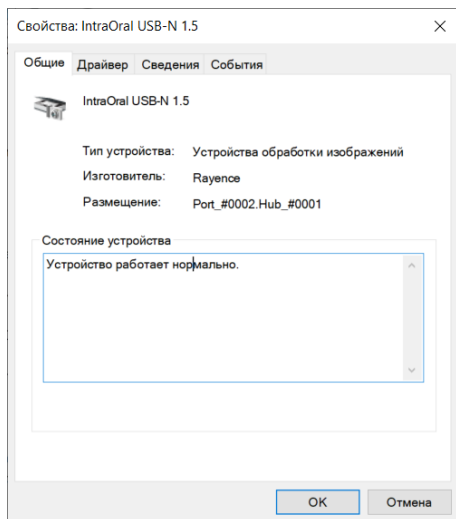 Свойства: IntraOral USB-N 1.5
Общие Драйвер Сведения События
IntraOral USB-N 1.5
Тип устройства: Устройства обработки изображений
Изготовитель: Rayence
Размещение: Port_#0002.Hub_#0001
Состояние устройства
Устройство работает нормально.
OK Отмена